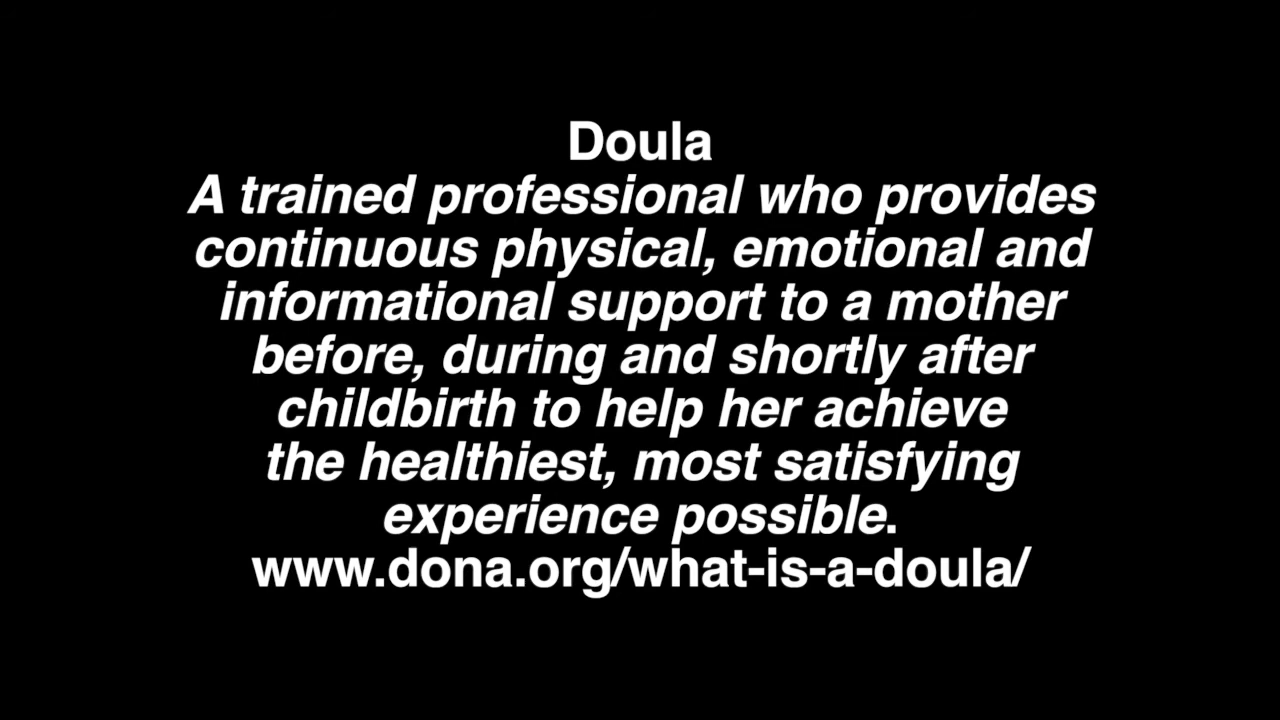 Doula
A trained professional who provides
continuous physical, emotional and
informational support to a mother
before, during and shortly after
childbirth to help her achieve
the healthiest, most satisfying
experience possible.
www.dona.org/what-is-a-doula/